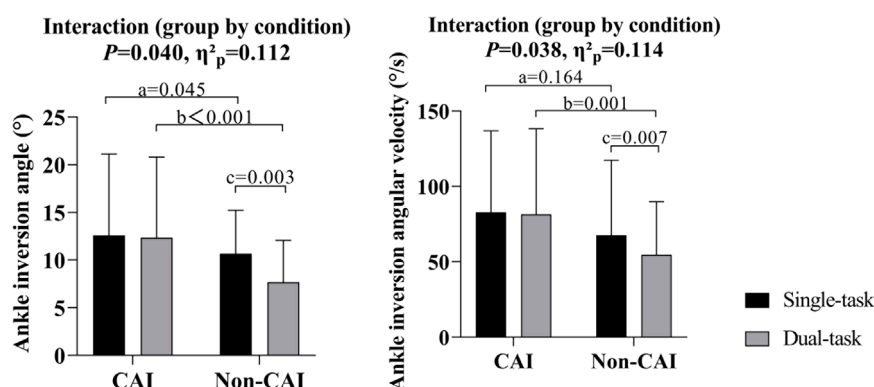 Interaction (group by condition)
P=0.040, η²p=0.112
a=0.045
b＜0.001
c=0.003
Ankle inversion angle (°)
25
20
15
10
5
0
CAI Non-CAI
Interaction (group by condition)
P=0.038, η²p=0.114
a=0.164
b=0.001
c=0.007
Ankle inversion angular velocity (°/s)
150
100
50
0
CAI Non-CAI
Single-task
Dual-task